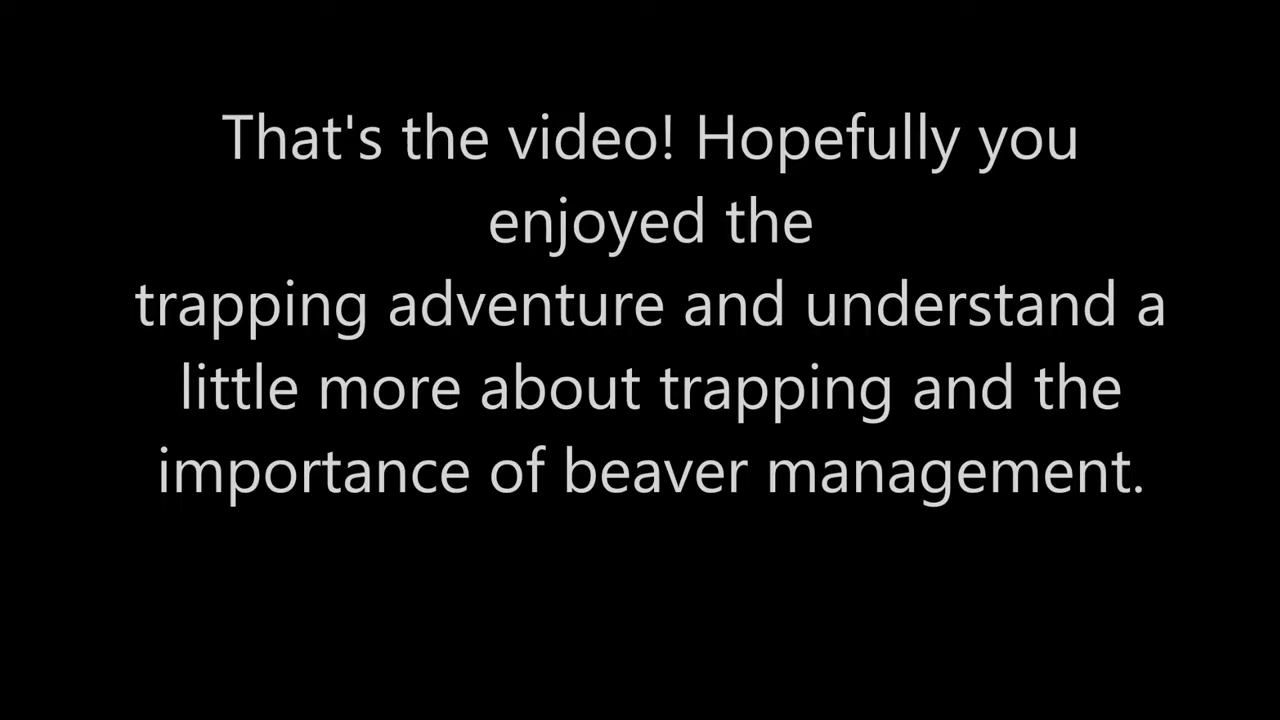 That's the video! Hopefully you
enjoyed the
trapping adventure and understand a
little more about trapping and the
importance of beaver management.